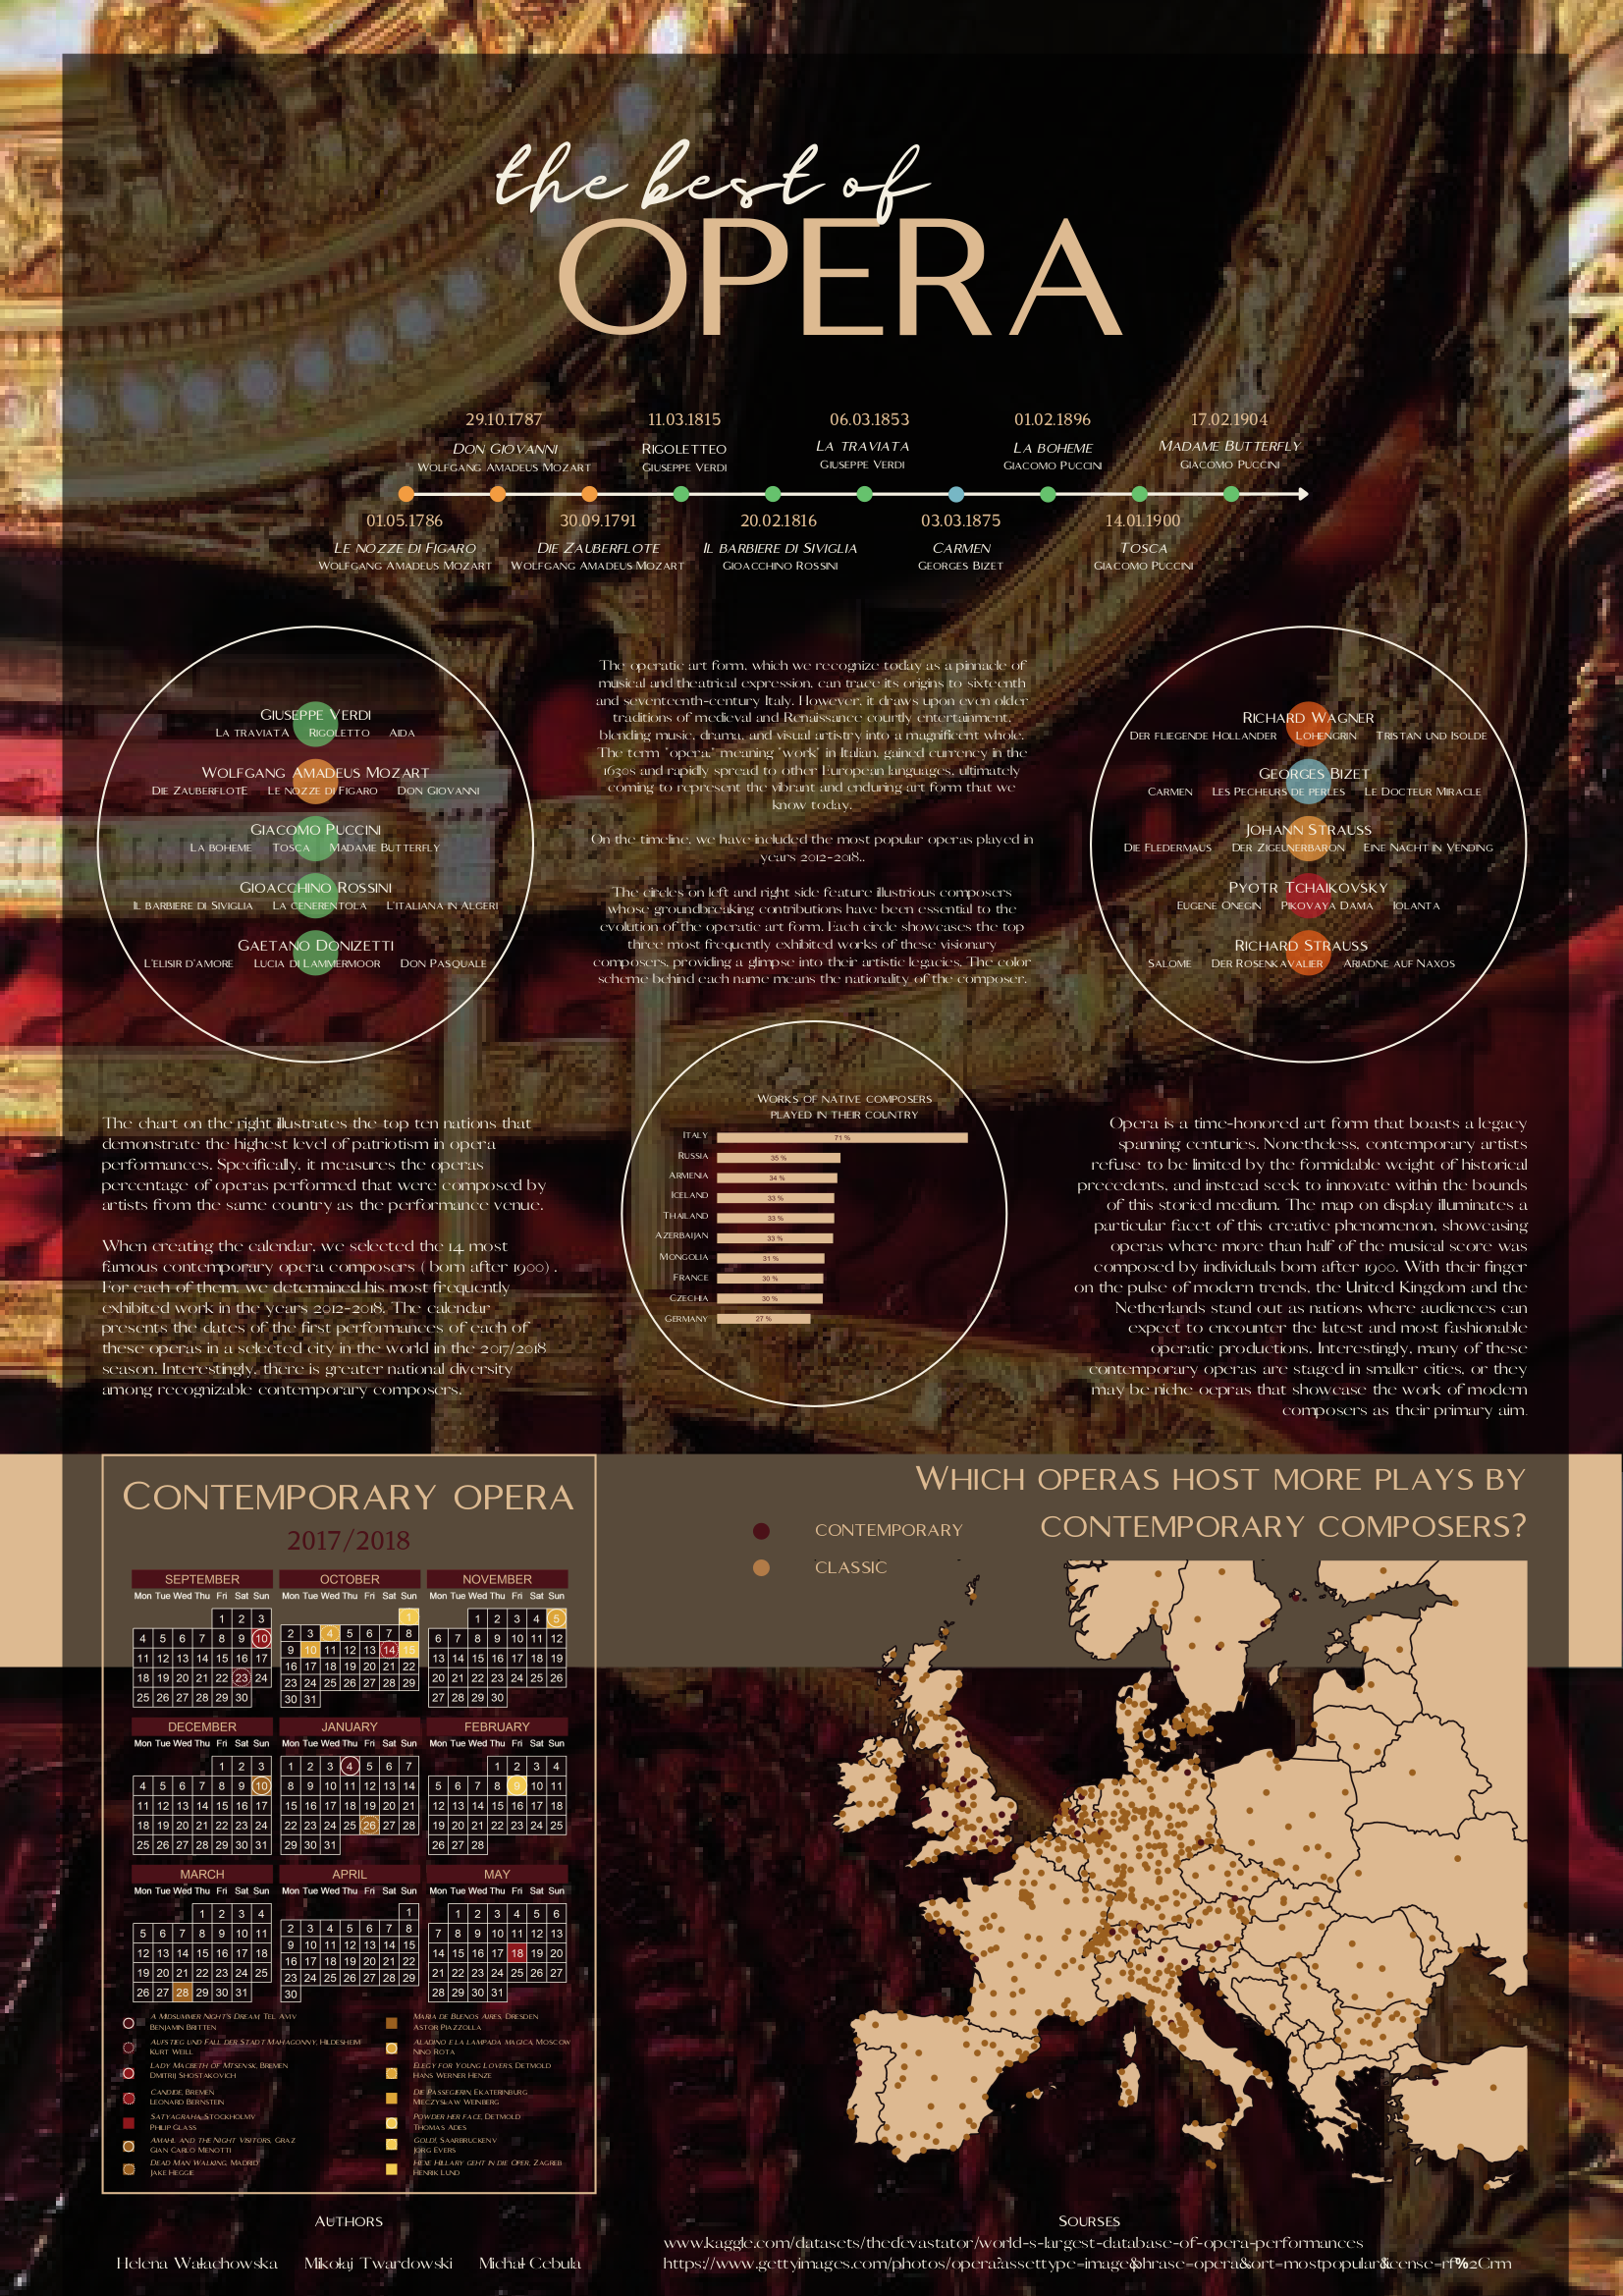 the best of
OPERA
29.10.1787
Don Giovanni
Wolfgang Amadeus Mozart
11.03.1815
Rigoletteo
Giuseppe Verdi
06.03.1853
La traviata
Giuseppe Verdi
01.02.1896
La boheme
Giacomo Puccini
17.02.1904
Madame Butterfly
Giacomo Puccini
01.05.1786
Le nozze di Figaro
Wolfgang Amadeus Mozart
30.09.1791
Die Zauberflote
Wolfgang Amadeus Mozart
20.02.1816
Il barbiere di Siviglia
Gioacchino Rossini
03.03.1875
Carmen
Georges Bizet
14.01.1900
Tosca
Giacomo Puccini
Giuseppe Verdi
La traviata Rigoletto Aida
Wolfgang Amadeus Mozart
Die Zauberflote Le nozze di Figaro Don Giovanni
Giacomo Puccini
La boheme Tosca Madame Butterfly
Gioacchino Rossini
Il barbiere di Siviglia La cenerentola L'italiana in Algeri
Gaetano Donizetti
L'elisir d'amore Lucia di Lammermoor Don Pasquale
The operatic art form, which we recognize today as a pinnacle of
musical and theatrical expression, can trace its origins to sixteenth
and seventeenth-century Italy. However, it draws upon even older
traditions of medieval and Renaissance courtly entertainment,
blending music, drama, and visual artistry into a magnificent whole.
The term "opera," meaning "work" in Italian, gained currency in the
1630s and rapidly spread to other European languages, ultimately
coming to represent the vibrant and enduring art form that we
know today.
On the timeline, we have included the most popular operas played in
years 2012-2018..
The circles on left and right side feature illustrious composers
whose groundbreaking contributions have been essential to the
evolution of the operatic art form. Each circle showcases the top
three most frequently exhibited works of these visionary
composers, providing a glimpse into their artistic legacies. The color
scheme behind each name means the nationality of the composer.
Richard Wagner
Der fliegende Hollander Lohengrin Tristan und Isolde
Georges Bizet
Carmen Les Pecheurs de perles Le Docteur Miracle
Johann Strauss
Die Fledermaus Der Zigeunerbaron Eine Nacht in Vending
Pyotr Tchaikovsky
Eugene Onegin Pikovaya Dama Iolanta
Richard Strauss
Salome Der Rosenkavalier Ariadne auf Naxos
The chart on the right illustrates the top ten nations that
demonstrate the highest level of patriotism in opera
performances. Specifically, it measures the operas
percentage of operas performed that were composed by
artists from the same country as the performance venue.
When creating the calendar, we selected the 14 most
famous contemporary opera composers ( born after 1900) .
For each of them, we determined his most frequently
exhibited work in the years 2012-2018. The calendar
presents the dates of the first performances of each of
these operas in a selected city in the world in the 2017/2018
season. Interestingly, there is greater national diversity
among recognizable contemporary composers.
Works of native composers
played in their country
Italy 71 %
Russia 35 %
Armenia 34 %
Iceland 33 %
Thailand 33 %
Azerbaijan 33 %
Mongolia 31 %
France 30 %
Czechia 30 %
Germany 27 %
Opera is a time-honored art form that boasts a legacy
spanning centuries. Nonetheless, contemporary artists
refuse to be limited by the formidable weight of historical
precedents, and instead seek to innovate within the bounds
of this storied medium. The map on display illuminates a
particular facet of this creative phenomenon, showcasing
operas where more than half of the musical score was
composed by individuals born after 1900. With their finger
on the pulse of modern trends, the United Kingdom and the
Netherlands stand out as nations where audiences can
expect to encounter the latest and most fashionable
operatic productions. Interestingly, many of these
contemporary operas are staged in smaller cities, or they
may be niche ocpras that showcase the work of modern
composers as their primary aim.
Contemporary opera
2017/2018
SEPTEMBER
Mon Tue Wed Thu Fri Sat Sun
1 2 3
4 5 6 7 8 9 10
11 12 13 14 15 16 17
18 19 20 21 22 23 24
25 26 27 28 29 30
OCTOBER
Mon Tue Wed Thu Fri Sat Sun
1
2 3 4 5 6 7 8
9 10 11 12 13 14 15
16 17 18 19 20 21 22
23 24 25 26 27 28 29
30 31
NOVEMBER
Mon Tue Wed Thu Fri Sat Sun
1 2 3 4 5
6 7 8 9 10 11 12
13 14 15 16 17 18 19
20 21 22 23 24 25 26
27 28 29 30
DECEMBER
Mon Tue Wed Thu Fri Sat Sun
1 2 3
4 5 6 7 8 9 10
11 12 13 14 15 16 17
18 19 20 21 22 23 24
25 26 27 28 29 30 31
JANUARY
Mon Tue Wed Thu Fri Sat Sun
1 2 3 4 5 6 7
8 9 10 11 12 13 14
15 16 17 18 19 20 21
22 23 24 25 26 27 28
29 30 31
FEBRUARY
Mon Tue Wed Thu Fri Sat Sun
1 2 3 4
5 6 7 8 9 10 11
12 13 14 15 16 17 18
19 20 21 22 23 24 25
26 27 28
MARCH
Mon Tue Wed Thu Fri Sat Sun
1 2 3 4
5 6 7 8 9 10 11
12 13 14 15 16 17 18
19 20 21 22 23 24 25
26 27 28 29 30 31
APRIL
Mon Tue Wed Thu Fri Sat Sun
1
2 3 4 5 6 7 8
9 10 11 12 13 14 15
16 17 18 19 20 21 22
23 24 25 26 27 28 29
30
MAY
Mon Tue Wed Thu Fri Sat Sun
1 2 3 4 5 6
7 8 9 10 11 12 13
14 15 16 17 18 19 20
21 22 23 24 25 26 27
28 29 30 31
A Midsummer Night's Dream, Tel Aviv
Benjamin Britten
Aufstieg und Fall der Stadt Mahagonny, Hildesheim
Kurt Weill
Lady Macbeth of Mtsensk, Bremen
Dmitrij Shostakovich
Candide, Bremen
Leonard Bernstein
Satyagraha, Stockholmv
Philip Glass
Amahl and the Night Visitors, Graz
Gian Carlo Menotti
Dead Man Walking, Madrid
Jake Heggie
Maria de Buenos Aires, Dresden
Astor Piazzolla
Aladino e la lampada magica, Moscow
Nino Rota
Elegy for Young Lovers, Detmold
Hans Werner Henze
Die Passegierin, Ekaterinburg
Mieczysław Weinberg
Powder her face, Detmold
Thomas Ades
Gold!, Saarbruckenv
Jorg Evers
Hexe Hillary geht in die Oper, Zagreb
Henrik Lund
Which operas host more plays by
contemporary composers?
contemporary
classic
Authors
Helena Wałachowska Mikołaj Twardowski Michał Cebula
Sourses
www.kaggle.com/datasets/thedevastator/world-s-largest-database-of-opera-performances
https://www.gettyimages.com/photos/opera?assettype=image&phrase=opera&sort=mostpopular&license=rf%2Crm